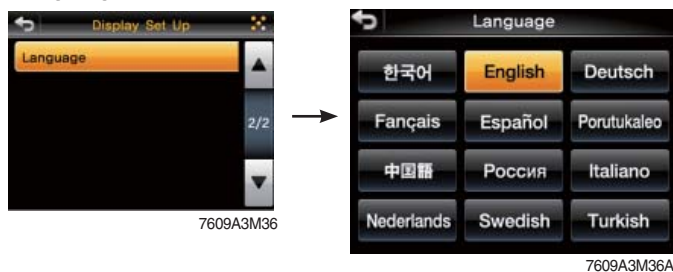 Display Set Up
Language
2/2
7609A3M36
Language
한국어 English Deutsch
Fançais Español Porutukaleo
中国語 Россия Italiano
Nederlands Swedish Turkish
7609A3M36A